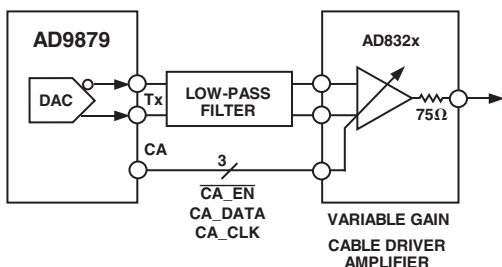 AD9879
DAC
Tx
LOW-PASS
FILTER
AD832x
75Ω
CA
3
CA_EN
CA_DATA
CA_CLK
VARIABLE GAIN
CABLE DRIVER
AMPLIFIER